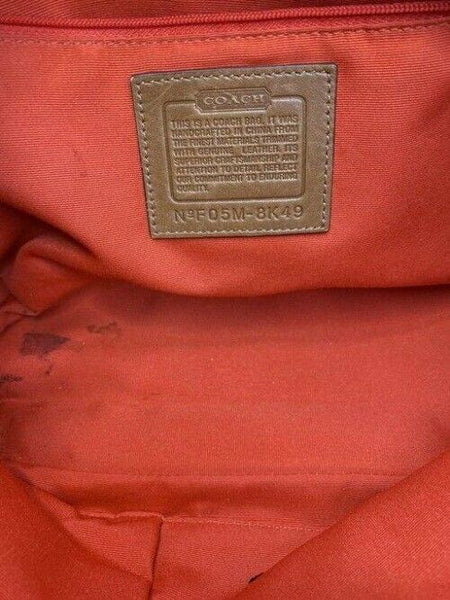 COACH
THIS IS A COACH BAG. IT WAS
HANDCRAFTED IN CHINA FROM
THE FINEST MATERIALS TRIMMED
WITH GENUINE LEATHER, ITS
SUPERIOR CRAFTSMANSHIP AND
ATTENTION TO DETAIL REFLECT
OUR COMMITMENT TO ENDURING
QUALITY.
NºF05M-8K49